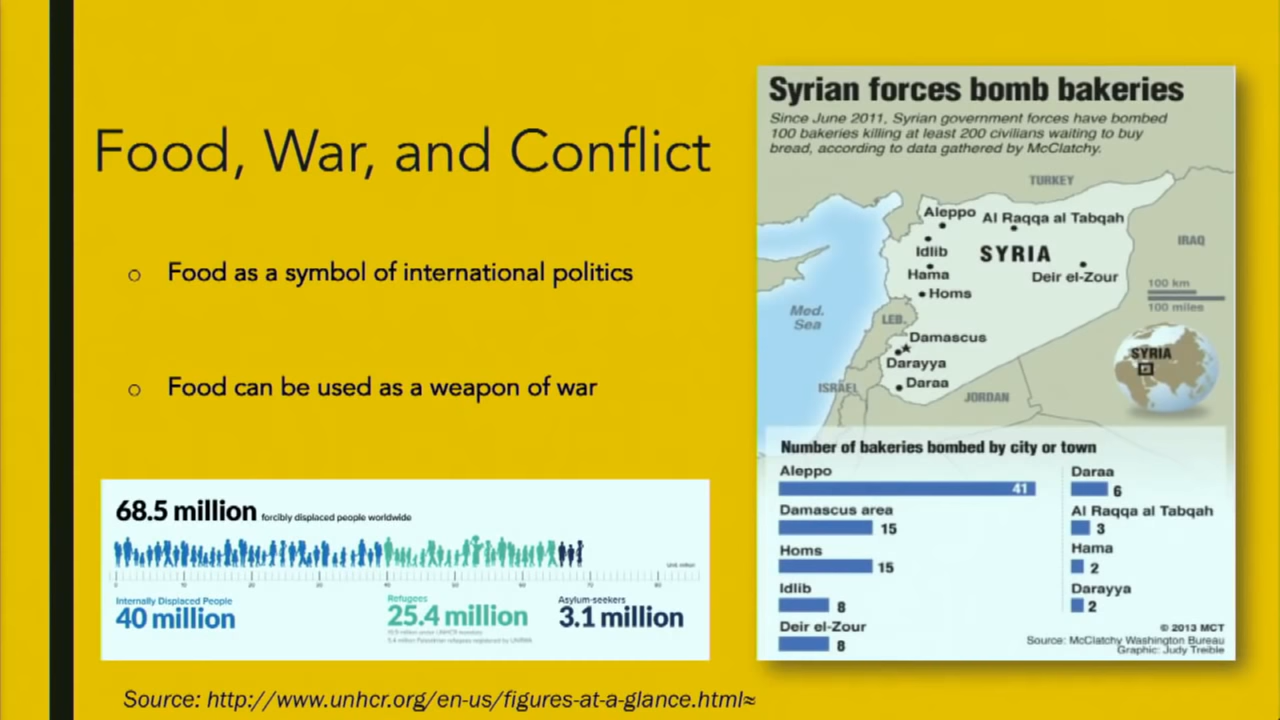 Food, War, and Conflict
Food as a symbol of international politics
Food can be used as a weapon of war
68.5 million forcibly displaced people worldwide
Internally Displaced People
40 million
Refugees
25.4 million
Asylum-seekers
3.1 million
Source: http://www.unhcr.org/en-us/figures-at-a-glance.html≈
Syrian forces bomb bakeries
Since June 2011, Syrian government forces have bombed
100 bakeries killing at least 200 civilians waiting to buy
bread, according to data gathered by McClatchy.
TURKEY
Aleppo
Al Raqqa al Tabqah
Idlib
SYRIA
IRAQ
Hama
Deir el-Zour
100 km
Homs
100 miles
Med.
Sea
LEB.
Damascus
SYRIA
Darayya
ISRAEL
Daraa
JORDAN
Number of bakeries bombed by city or town
Aleppo
41
Damascus area
15
Homs
15
Idlib
8
Deir el-Zour
8
Daraa
6
Al Raqqa al Tabqah
3
Hama
2
Darayya
2
© 2013 MCT
Source: McClatchy Washington Bureau
Graphic: Judy Treible